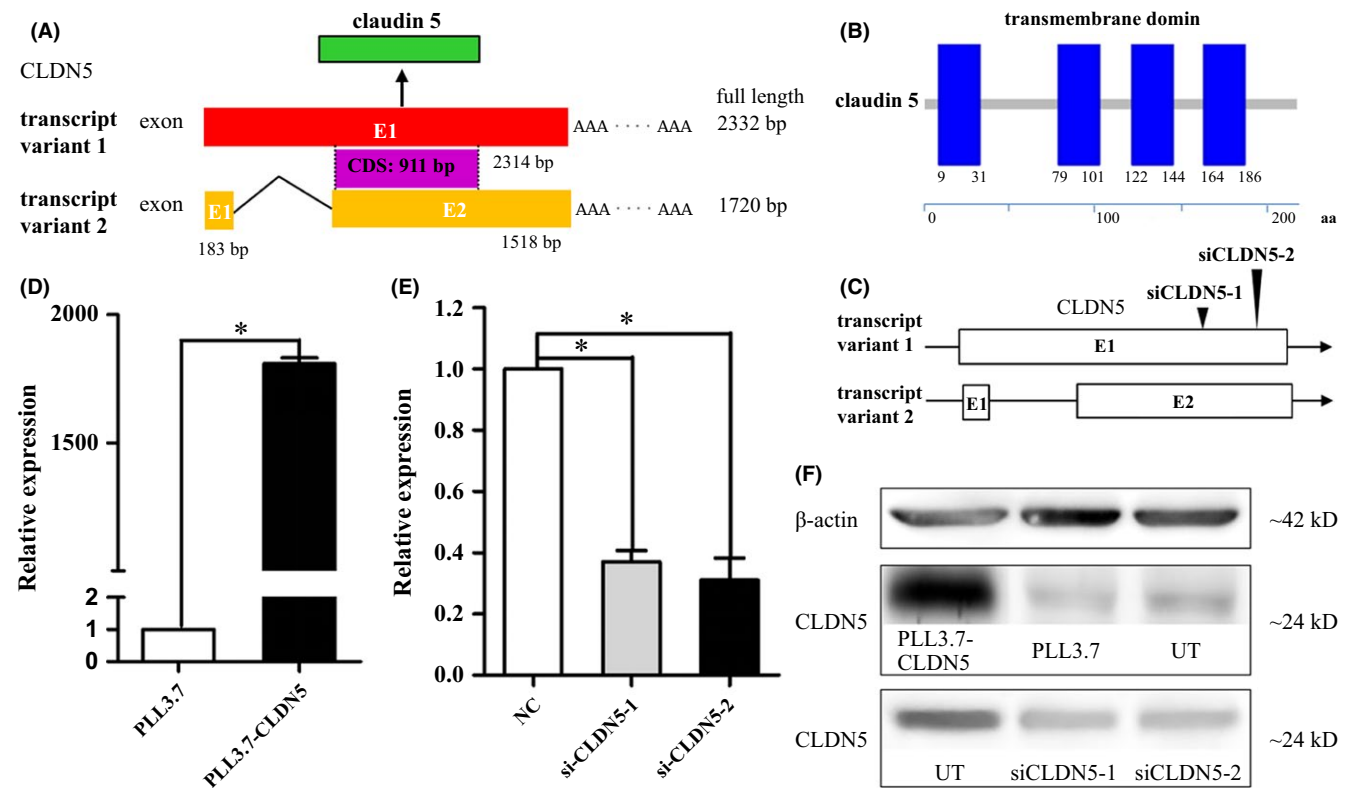 (A)
claudin 5
CLDN5
transcript
variant 1
exon
E1
AAA ···· AAA
full length
2332 bp
CDS: 911 bp
2314 bp
transcript
variant 2
exon
E1
E2
AAA ···· AAA
1720 bp
183 bp
1518 bp
(B)
transmembrane domin
claudin 5
9 31 79 101 122 144 164 186
0 100 200 aa
(C)
siCLDN5-2
siCLDN5-1
CLDN5
transcript
variant 1
E1
transcript
variant 2
E1
E2
(D)
Relative expression
2000
1500
2
1
0
*
PLL3.7
PLL3.7-CLDN5
(E)
Relative expression
1.2
1.0
0.8
0.6
0.4
0.2
0.0
*
*
NC
si-CLDN5-1
si-CLDN5-2
(F)
β-actin
~42 kD
CLDN5
~24 kD
PLL3.7-
CLDN5
PLL3.7
UT
CLDN5
~24 kD
UT
siCLDN5-1
siCLDN5-2